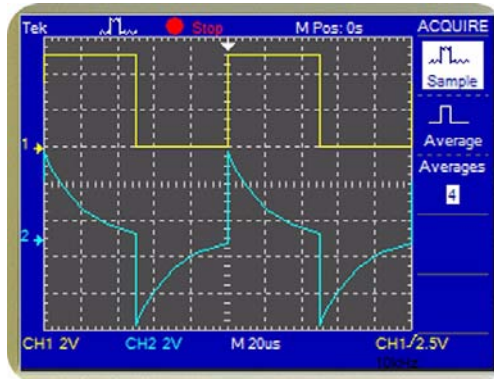 Tek Stop M Pos: 0s ACQUIRE
Sample
Average
Averages
4
1
2
CH1 2V CH2 2V M 20us CH1 / 2.5V
10kHz